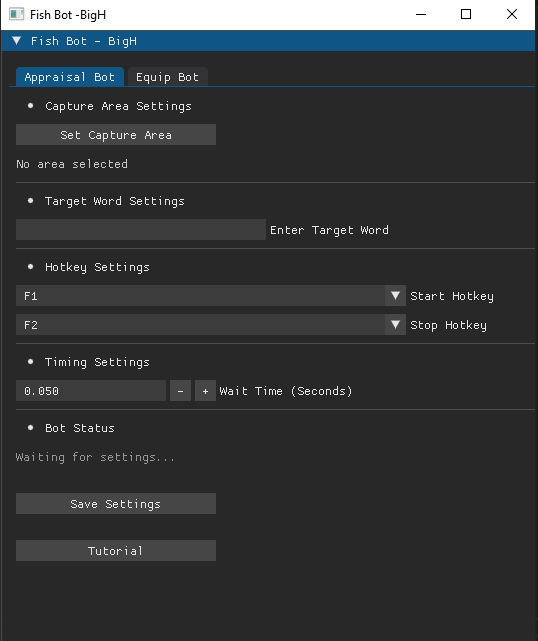 Fish Bot -BigH
Fish Bot - BigH
Appraisal Bot Equip Bot
Capture Area Settings
Set Capture Area
No area selected
Target Word Settings
Enter Target Word
Hotkey Settings
F1 Start Hotkey
F2 Stop Hotkey
Timing Settings
0.050 - + Wait Time (Seconds)
Bot Status
Waiting for settings...
Save Settings
Tutorial